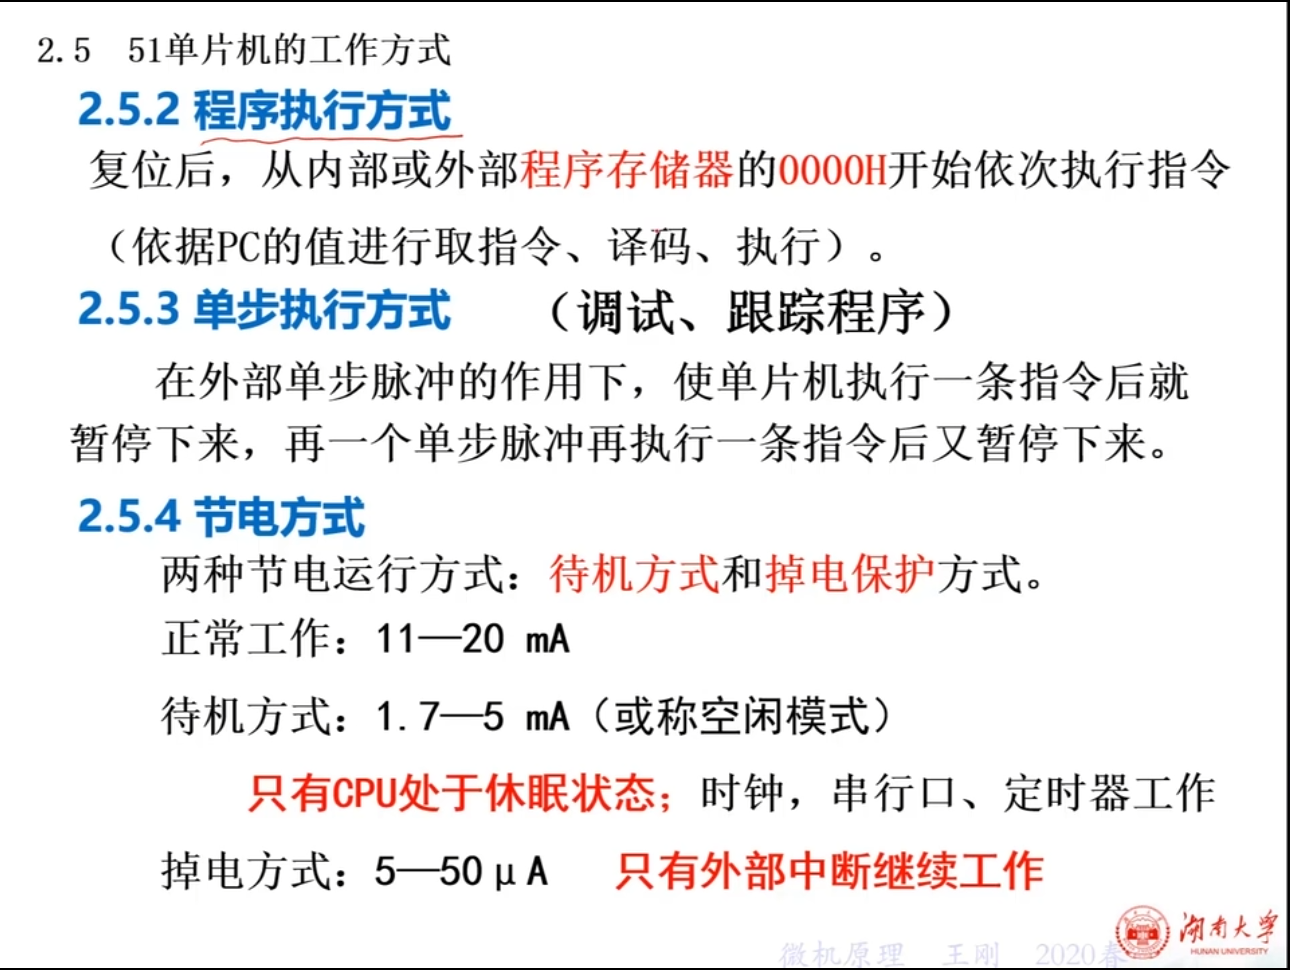 2.5 51单片机的工作方式
2.5.2 程序执行方式
复位后，从内部或外部程序存储器的0000H开始依次执行指令
（依据PC的值进行取指令、译码、执行）。
2.5.3 单步执行方式 （调试、跟踪程序）
在外部单步脉冲的作用下，使单片机执行一条指令后就
暂停下来，再一个单步脉冲再执行一条指令后又暂停下来。
2.5.4 节电方式
两种节电运行方式：待机方式和掉电保护方式。
正常工作：11—20 mA
待机方式：1.7—5 mA（或称空闲模式）
只有CPU处于休眠状态；时钟，串行口、定时器工作
掉电方式：5—50μA 只有外部中断继续工作
湖南大学
HUNAN UNIVERSITY
微机原理 王刚 2020春